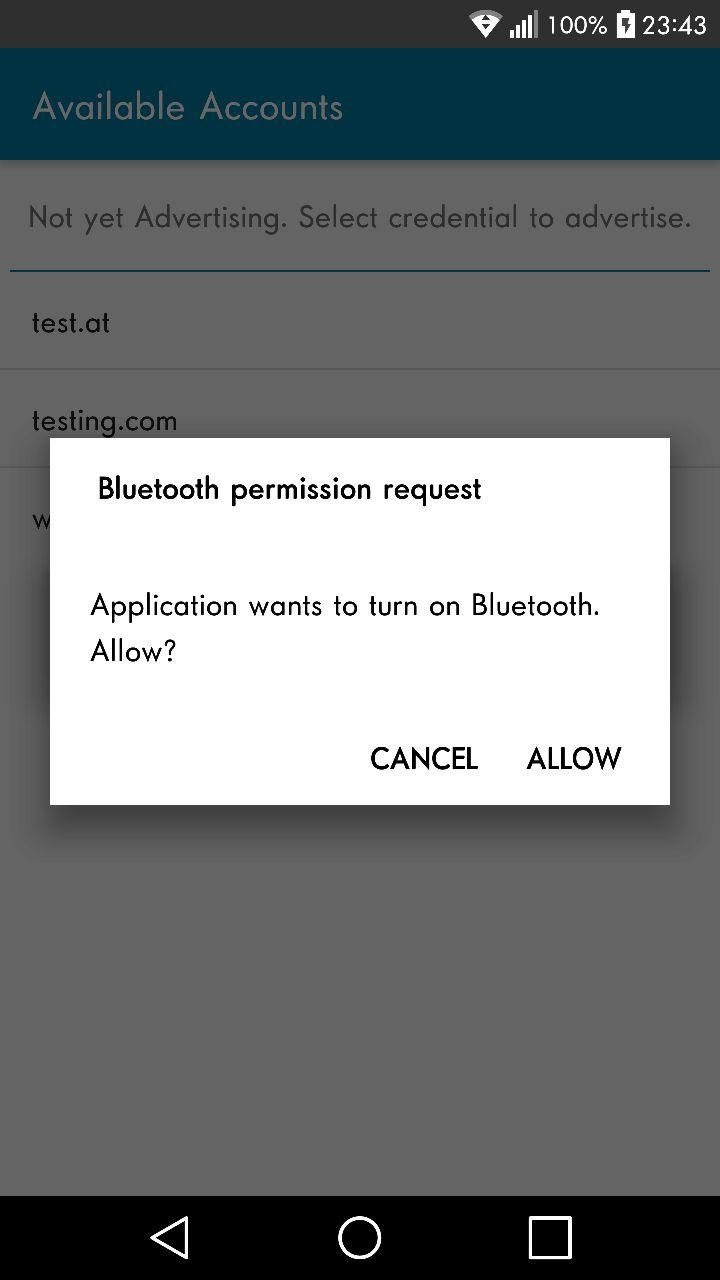 100% 23:43
Available Accounts
Not yet Advertising. Select credential to advertise.
test.at
testing.com
Bluetooth permission request
Application wants to turn on Bluetooth.
Allow?
CANCEL ALLOW